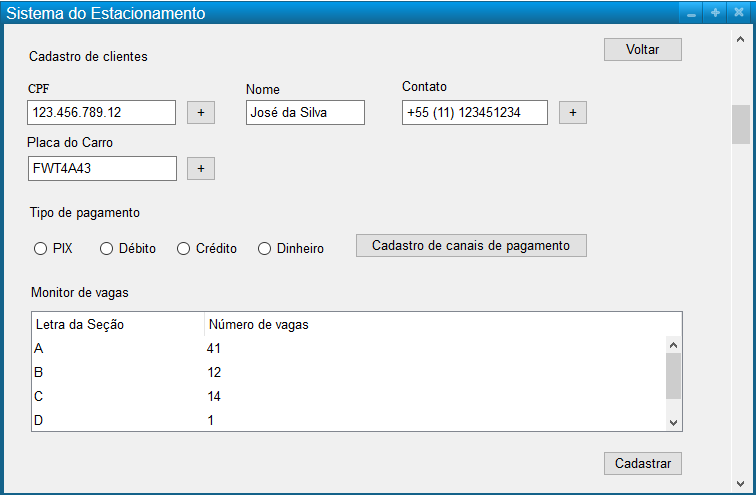 Sistema do Estacionamento
Voltar
Cadastro de clientes
CPF Nome Contato
123.456.789.12 + José da Silva +55 (11) 123451234 +
Placa do Carro
FWT4A43 +
Tipo de pagamento
PIX Débito Crédito Dinheiro Cadastro de canais de pagamento
Monitor de vagas
Letra da Seção Número de vagas
A 41
B 12
C 14
D 1
Cadastrar